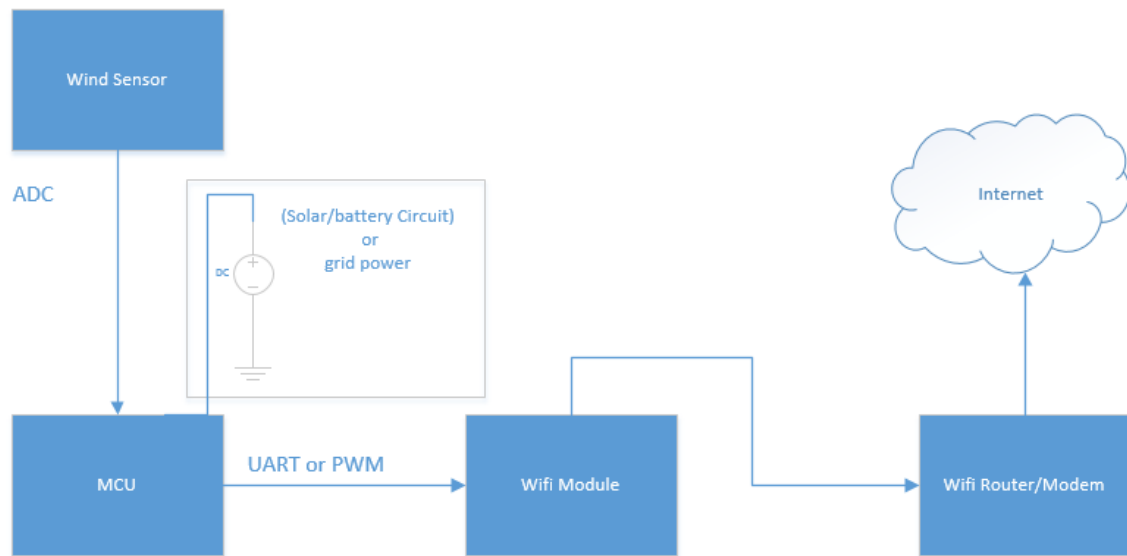 Wind Sensor
ADC
(Solar/battery Circuit)
or
grid power
DC
+
−
Internet
MCU
UART or PWM
Wifi Module
Wifi Router/Modem